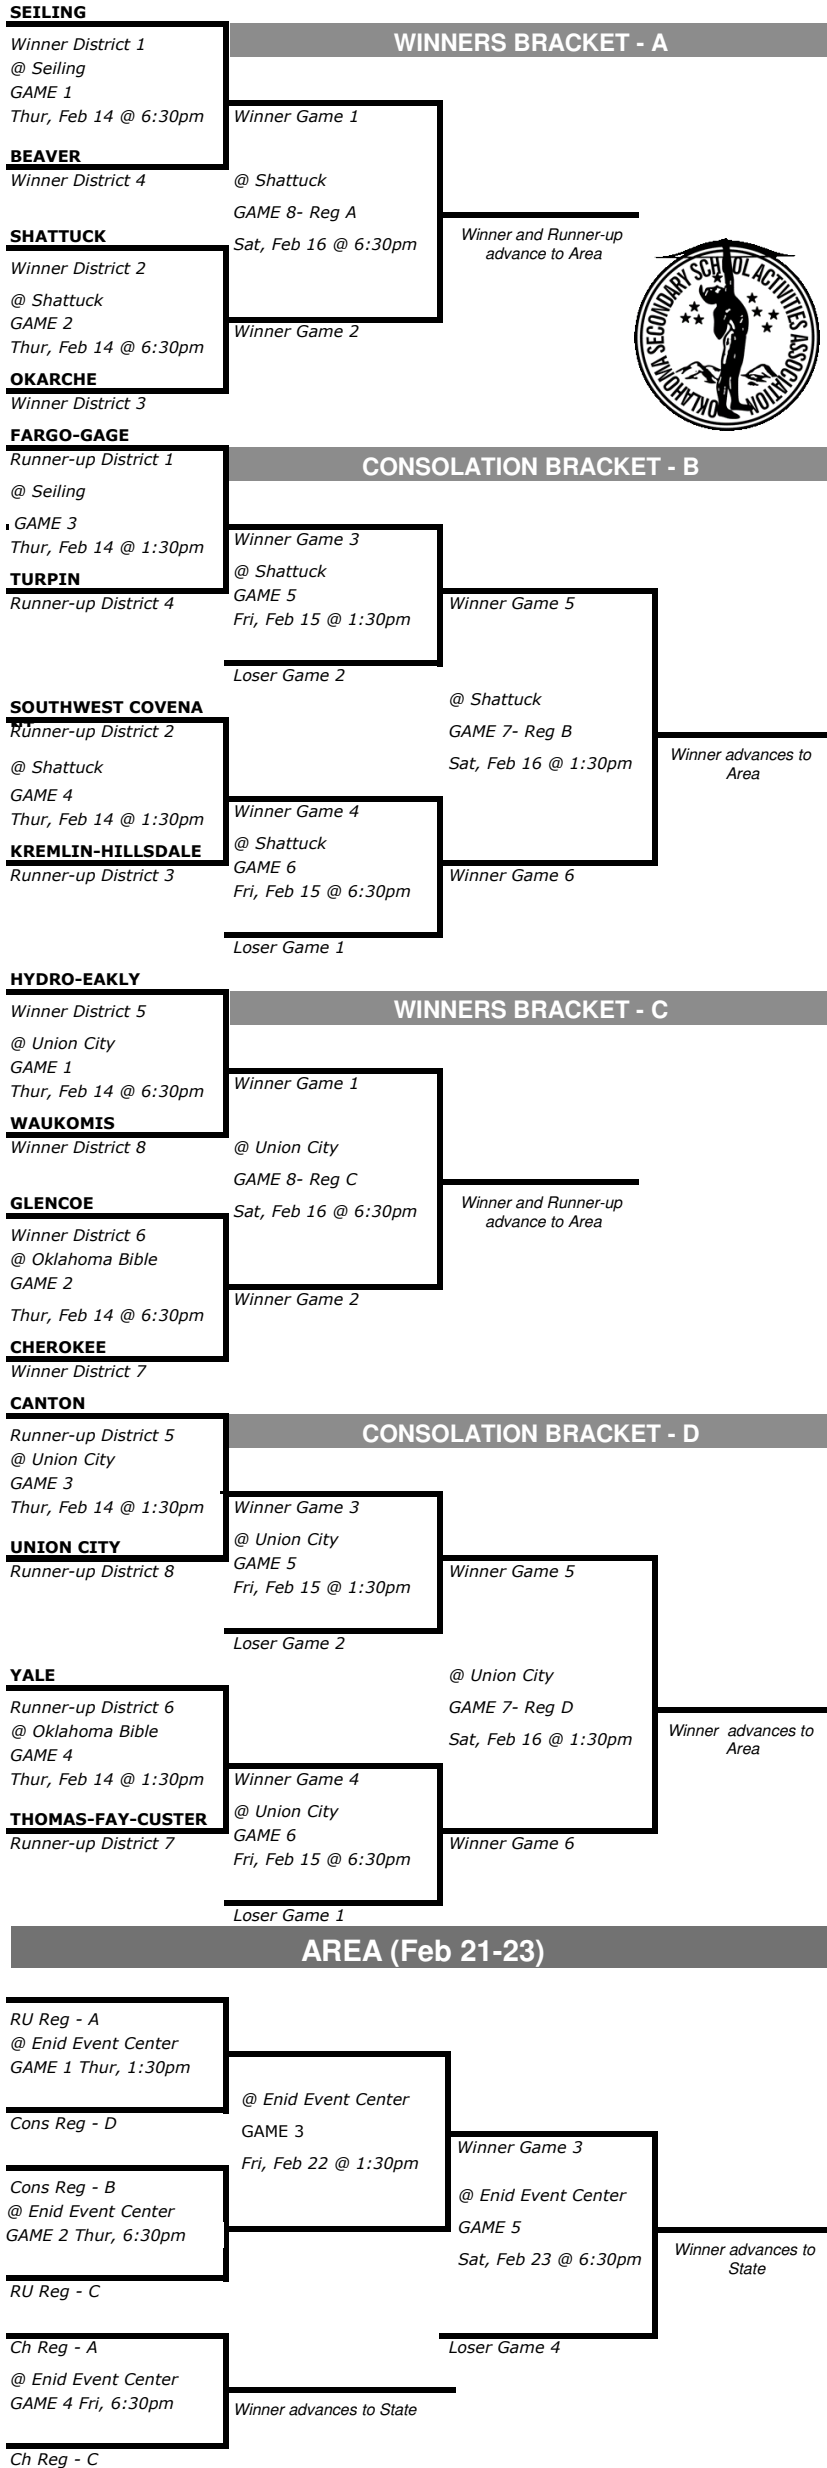 SEILING
WINNERS BRACKET - A
Winner District 1
@ Seiling
GAME 1
Thur, Feb 14 @ 6:30pm
Winner Game 1
BEAVER
Winner District 4
@ Shattuck
GAME 8- Reg A
Sat, Feb 16 @ 6:30pm
Winner and Runner-up
advance to Area
SHATTUCK
Winner District 2
@ Shattuck
GAME 2
Thur, Feb 14 @ 6:30pm
Winner Game 2
OKARCHE
Winner District 3
OKLAHOMA SECONDARY SCHOOL ACTIVITIES ASSOCIATION
FARGO-GAGE
Runner-up District 1
CONSOLATION BRACKET - B
@ Seiling
GAME 3
Thur, Feb 14 @ 1:30pm
Winner Game 3
TURPIN
Runner-up District 4
@ Shattuck
GAME 5
Fri, Feb 15 @ 1:30pm
Winner Game 5
Loser Game 2
SOUTHWEST COVENA
Runner-up District 2
@ Shattuck
GAME 7- Reg B
Sat, Feb 16 @ 1:30pm
Winner advances to
Area
@ Shattuck
GAME 4
Thur, Feb 14 @ 1:30pm
Winner Game 4
KREMLIN-HILLSDALE
Runner-up District 3
@ Shattuck
GAME 6
Fri, Feb 15 @ 6:30pm
Winner Game 6
Loser Game 1
HYDRO-EAKLY
WINNERS BRACKET - C
Winner District 5
@ Union City
GAME 1
Thur, Feb 14 @ 6:30pm
Winner Game 1
WAUKOMIS
Winner District 8
@ Union City
GAME 8- Reg C
Sat, Feb 16 @ 6:30pm
Winner and Runner-up
advance to Area
GLENCOE
Winner District 6
@ Oklahoma Bible
GAME 2
Thur, Feb 14 @ 6:30pm
Winner Game 2
CHEROKEE
Winner District 7
CANTON
CONSOLATION BRACKET - D
Runner-up District 5
@ Union City
GAME 3
Thur, Feb 14 @ 1:30pm
Winner Game 3
UNION CITY
Runner-up District 8
@ Union City
GAME 5
Fri, Feb 15 @ 1:30pm
Winner Game 5
Loser Game 2
YALE
Runner-up District 6
@ Oklahoma Bible
GAME 4
Thur, Feb 14 @ 1:30pm
@ Union City
GAME 7- Reg D
Sat, Feb 16 @ 1:30pm
Winner advances to
Area
Winner Game 4
THOMAS-FAY-CUSTER
Runner-up District 7
@ Union City
GAME 6
Fri, Feb 15 @ 6:30pm
Winner Game 6
Loser Game 1
AREA (Feb 21-23)
RU Reg - A
@ Enid Event Center
GAME 1 Thur, 1:30pm
Cons Reg - D
@ Enid Event Center
GAME 3
Fri, Feb 22 @ 1:30pm
Winner Game 3
Cons Reg - B
@ Enid Event Center
GAME 2 Thur, 6:30pm
RU Reg - C
@ Enid Event Center
GAME 5
Sat, Feb 23 @ 6:30pm
Winner advances to
State
Loser Game 4
Ch Reg - A
@ Enid Event Center
GAME 4 Fri, 6:30pm
Winner advances to State
Ch Reg - C